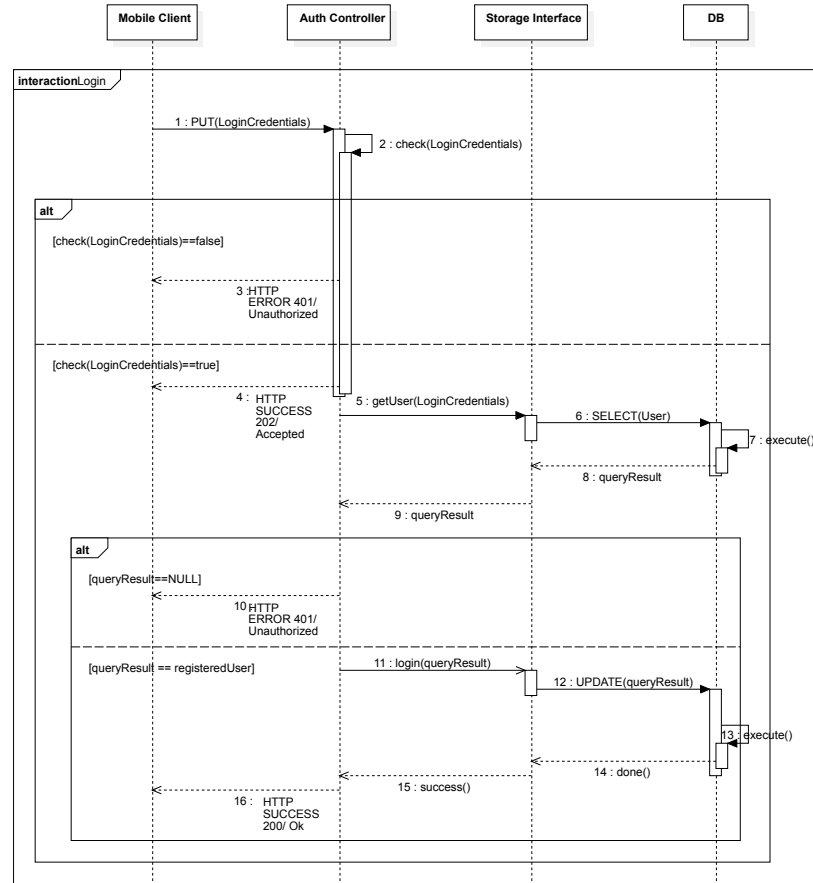 Mobile Client
Auth Controller
Storage Interface
DB
interactionLogin
1 : PUT(LoginCredentials)
2 : check(LoginCredentials)
alt
[check(LoginCredentials)==false]
3 :HTTP
ERROR 401/
Unauthorized
[check(LoginCredentials)==true]
4 : HTTP
SUCCESS
202/
Accepted
5 : getUser(LoginCredentials)
6 : SELECT(User)
7 : execute()
8 : queryResult
9 : queryResult
alt
[queryResult==NULL]
10 HTTP
ERROR 401/
Unauthorized
[queryResult == registeredUser]
11 : login(queryResult)
12 : UPDATE(queryResult)
13 : execute()
14 : done()
15 : success()
16 : HTTP
SUCCESS
200/ Ok